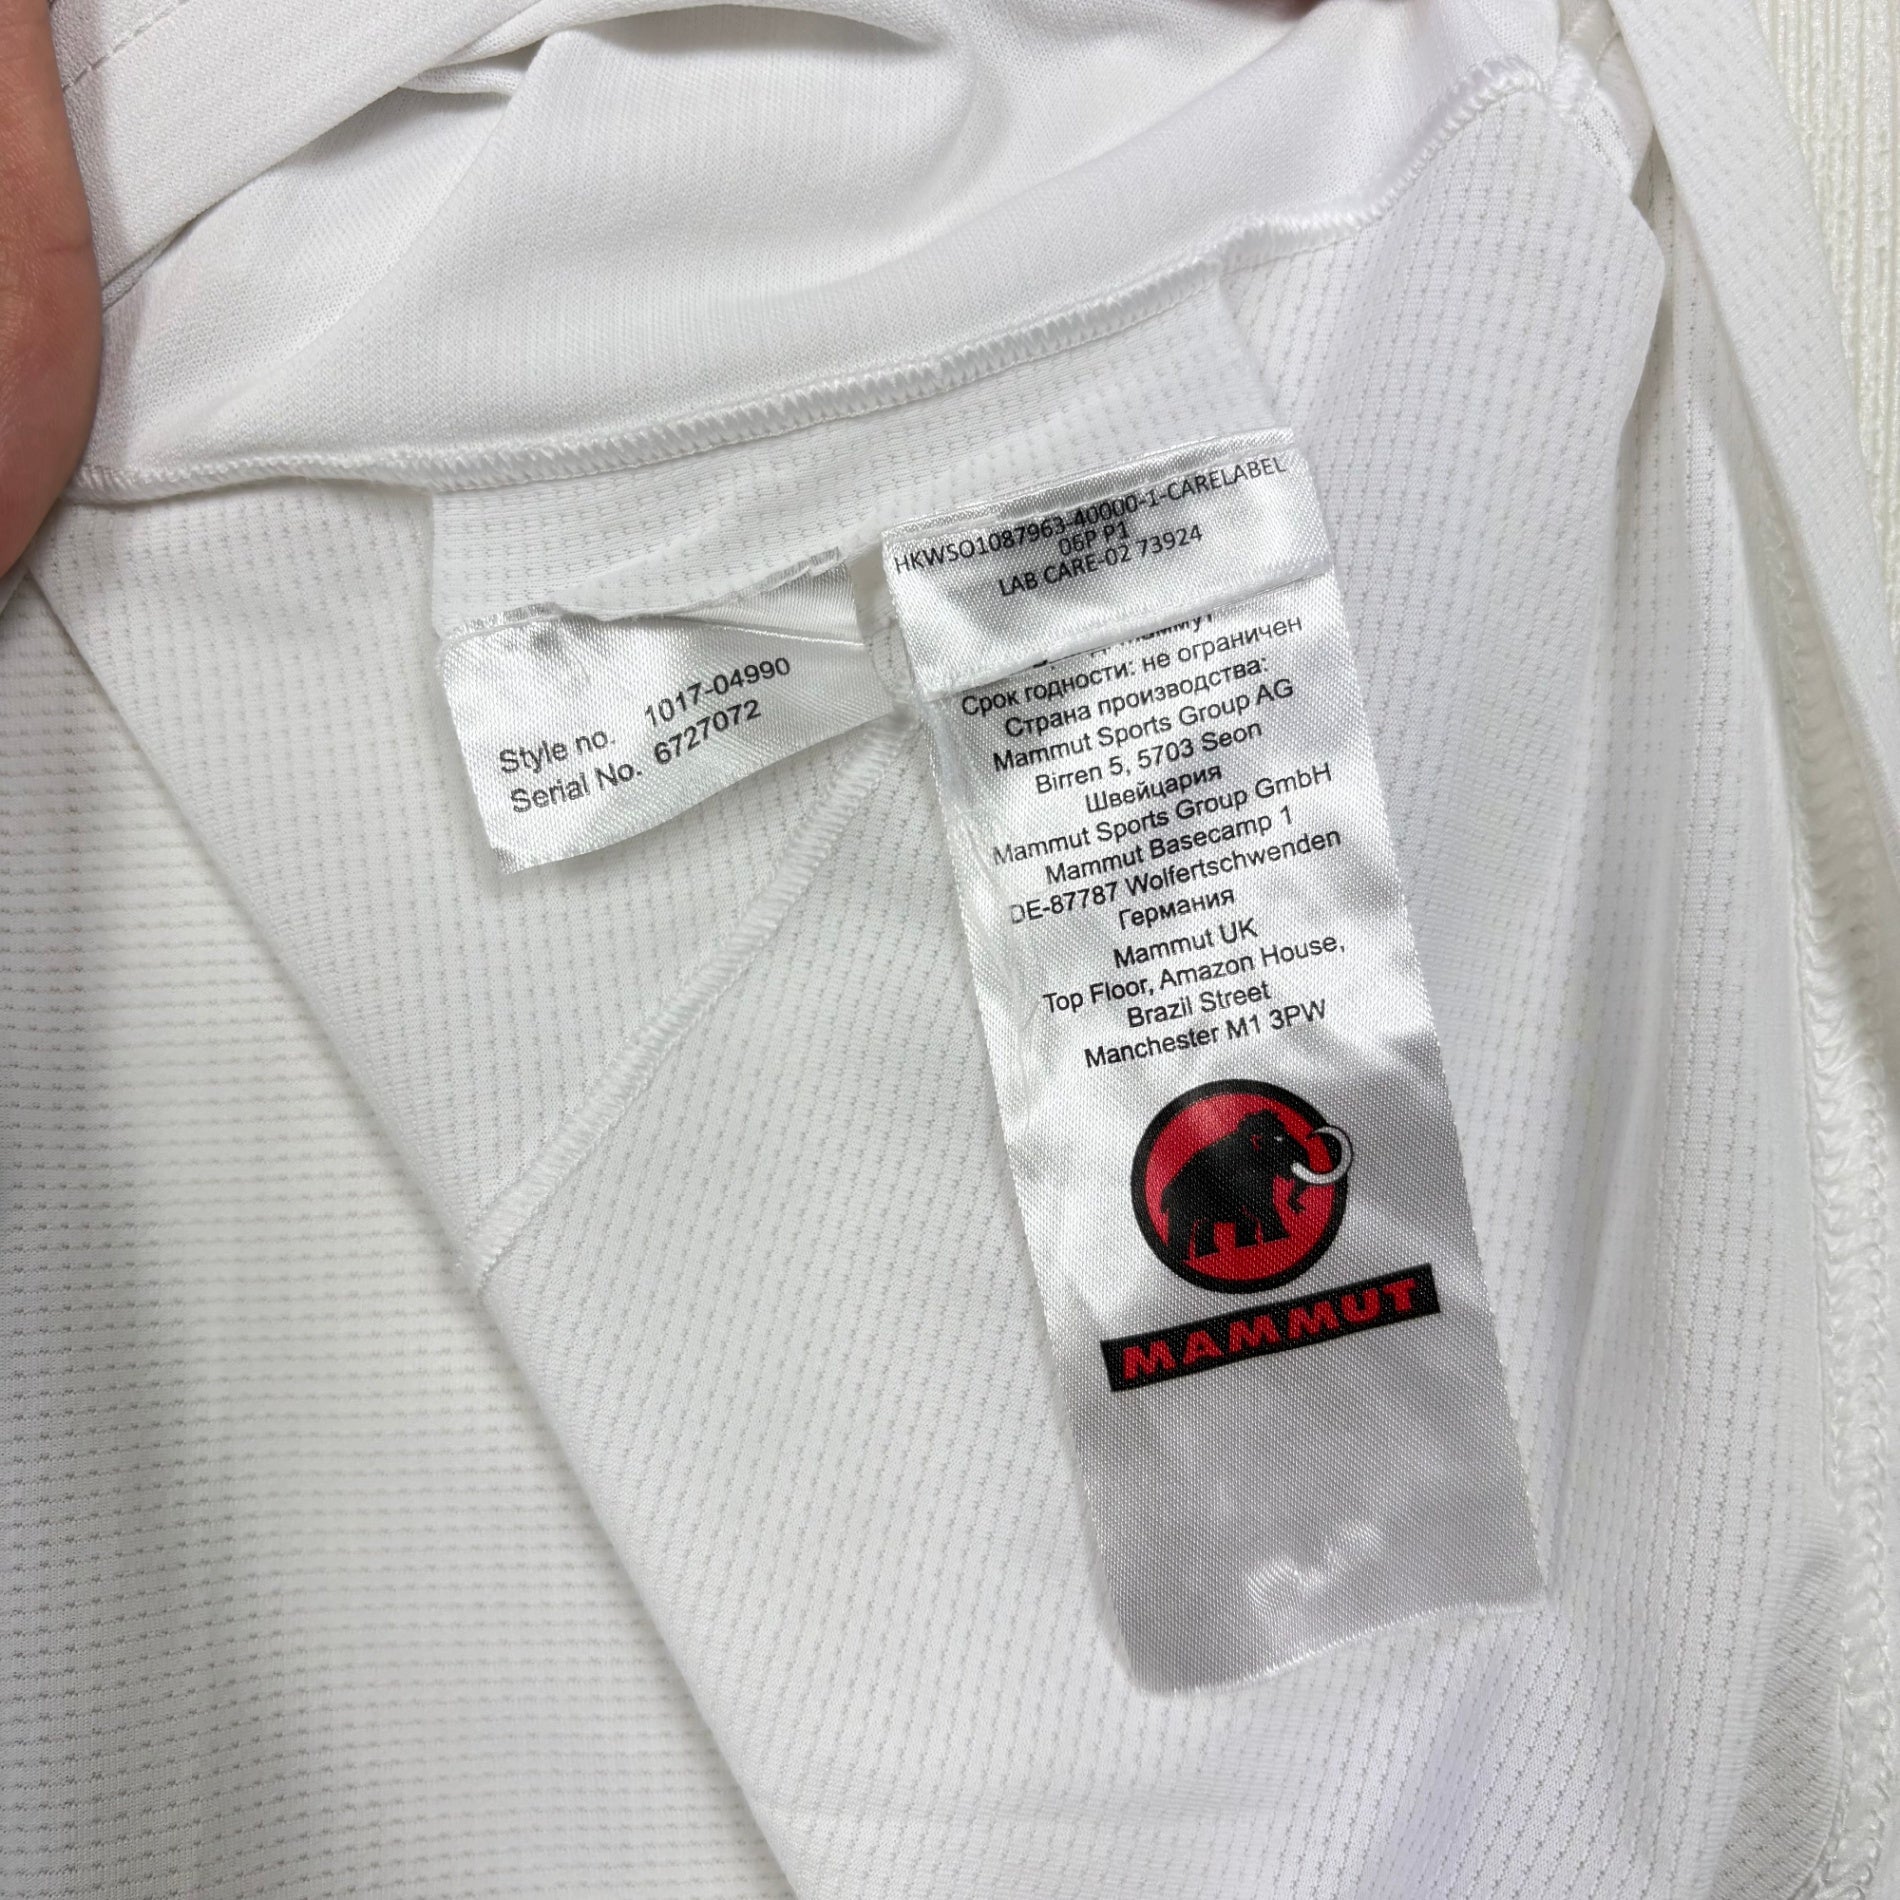 Style no. 1017-04990
Serial No. 6727072
HKWSO1087963-40000-1-CARELABEL
06P P1
LAB CARE-02 73924
Срок годности: не ограничен
Страна производства:
Mammut Sports Group AG
Birren 5, 5703 Seon
Швейцария
Mammut Sports Group GmbH
Mammut Basecamp 1
DE-87787 Wolfertschwenden
Германия
Mammut UK
Top Floor, Amazon House,
Brazil Street
Manchester M1 3PW
MAMMUT